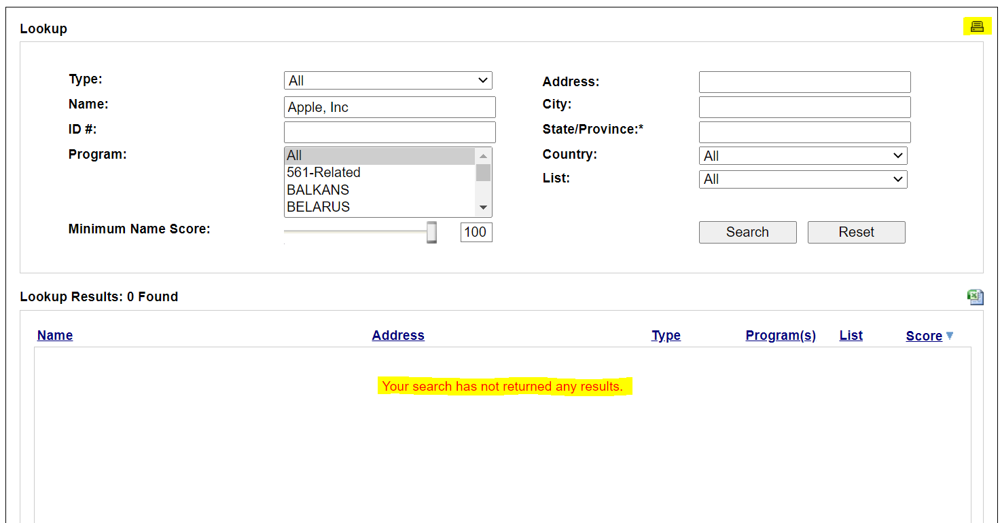 Lookup
Type:
All
Name:
Apple, Inc
ID #:
Program:
All
561-Related
BALKANS
BELARUS
Minimum Name Score:
100
Address:
City:
State/Province:*
Country:
All
List:
All
Search Reset
Lookup Results: 0 Found
Name Address Type Program(s) List Score
Your search has not returned any results.